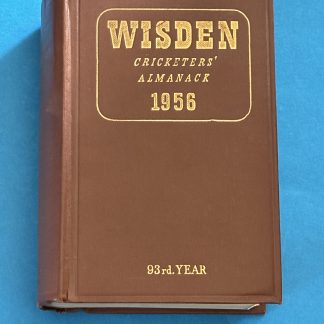 WISDEN
CRICKETERS'
ALMANACK
1956
93rd. YEAR